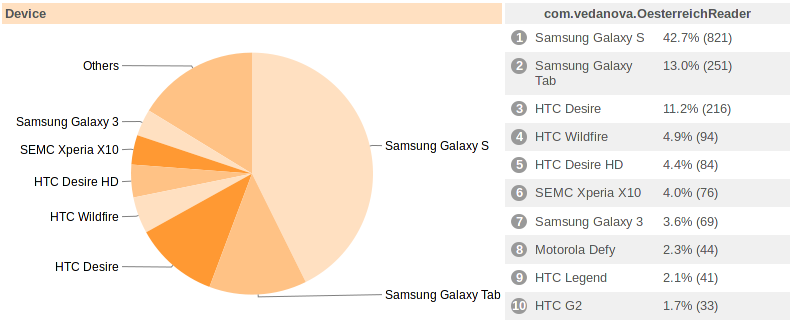 Device
Others
Samsung Galaxy 3
SEMC Xperia X10
HTC Desire HD
HTC Wildfire
HTC Desire
Samsung Galaxy S
Samsung Galaxy Tab
com.vedanova.OesterreichReader
1 Samsung Galaxy S 42.7% (821)
2 Samsung Galaxy 13.0% (251)
Tab
3 HTC Desire 11.2% (216)
4 HTC Wildfire 4.9% (94)
5 HTC Desire HD 4.4% (84)
6 SEMC Xperia X10 4.0% (76)
7 Samsung Galaxy 3 3.6% (69)
8 Motorola Defy 2.3% (44)
9 HTC Legend 2.1% (41)
10 HTC G2 1.7% (33)